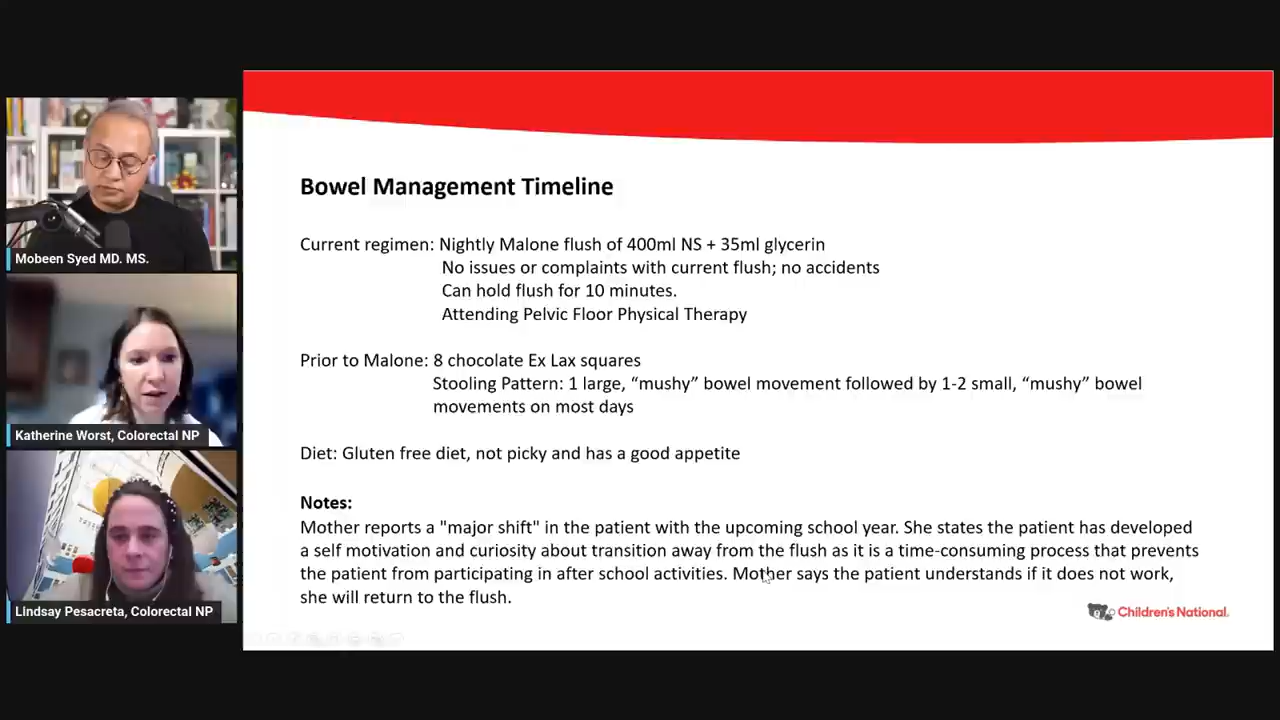 Mobeen Syed MD. MS.
Katherine Worst, Colorectal NP
Lindsay Pesacreta, Colorectal NP
Bowel Management Timeline
Current regimen: Nightly Malone flush of 400ml NS + 35ml glycerin
No issues or complaints with current flush; no accidents
Can hold flush for 10 minutes.
Attending Pelvic Floor Physical Therapy
Prior to Malone: 8 chocolate Ex Lax squares
Stooling Pattern: 1 large, “mushy” bowel movement followed by 1-2 small, “mushy” bowel
movements on most days
Diet: Gluten free diet, not picky and has a good appetite
Notes:
Mother reports a "major shift" in the patient with the upcoming school year. She states the patient has developed
a self motivation and curiosity about transition away from the flush as it is a time-consuming process that prevents
the patient from participating in after school activities. Mother says the patient understands if it does not work,
she will return to the flush.
Children's National.